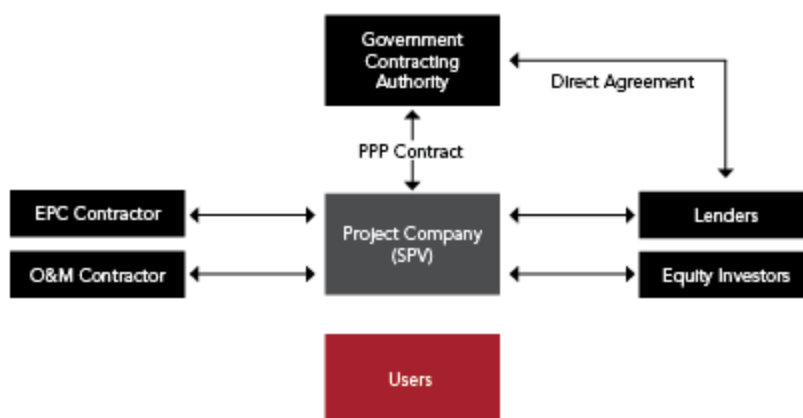 Government
Contracting
Authority
Direct Agreement
PPP Contract
EPC Contractor
Project Company
(SPV)
Lenders
O&M Contractor
Equity Investors
Users